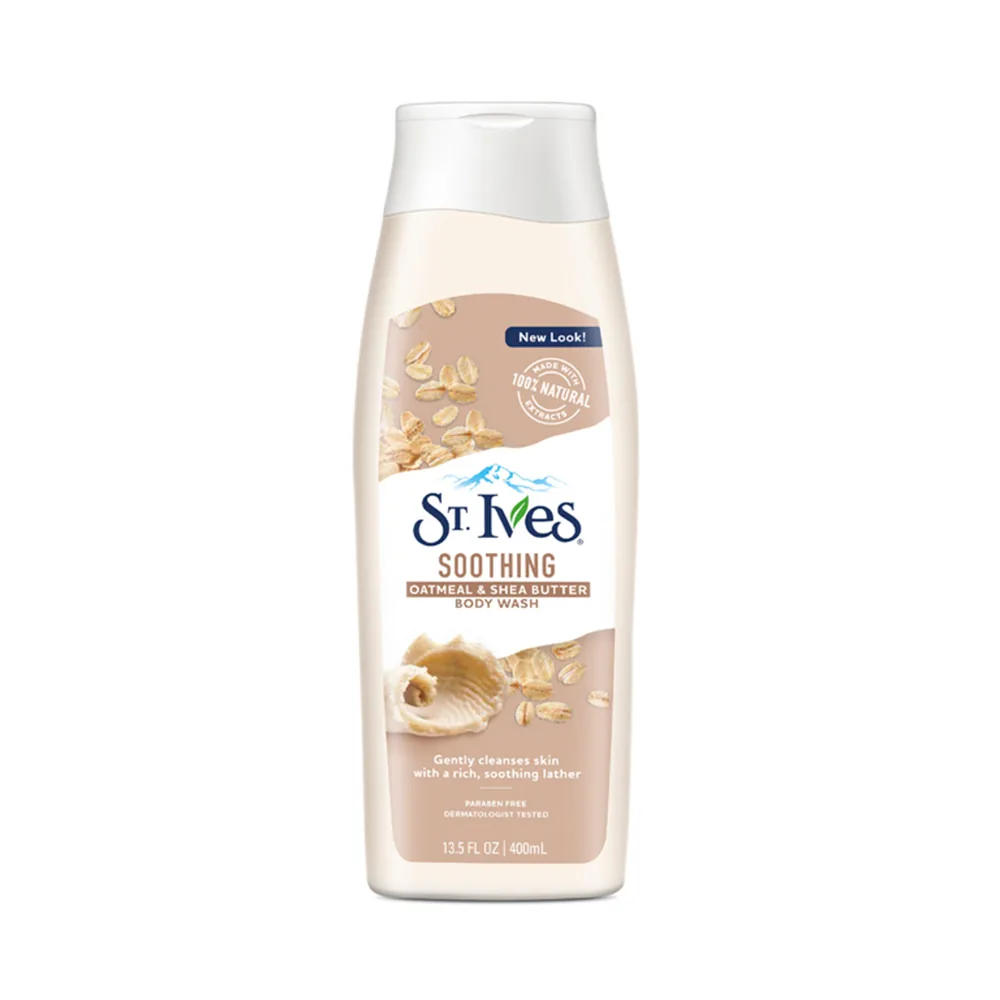 New Look!
MADE WITH
100% NATURAL
EXTRACTS
ST. IVES®
SOOTHING
OATMEAL & SHEA BUTTER
BODY WASH
Gently cleanses skin
with a rich, soothing lather
PARABEN FREE
DERMATOLOGIST TESTED
13.5 FL OZ | 400mL